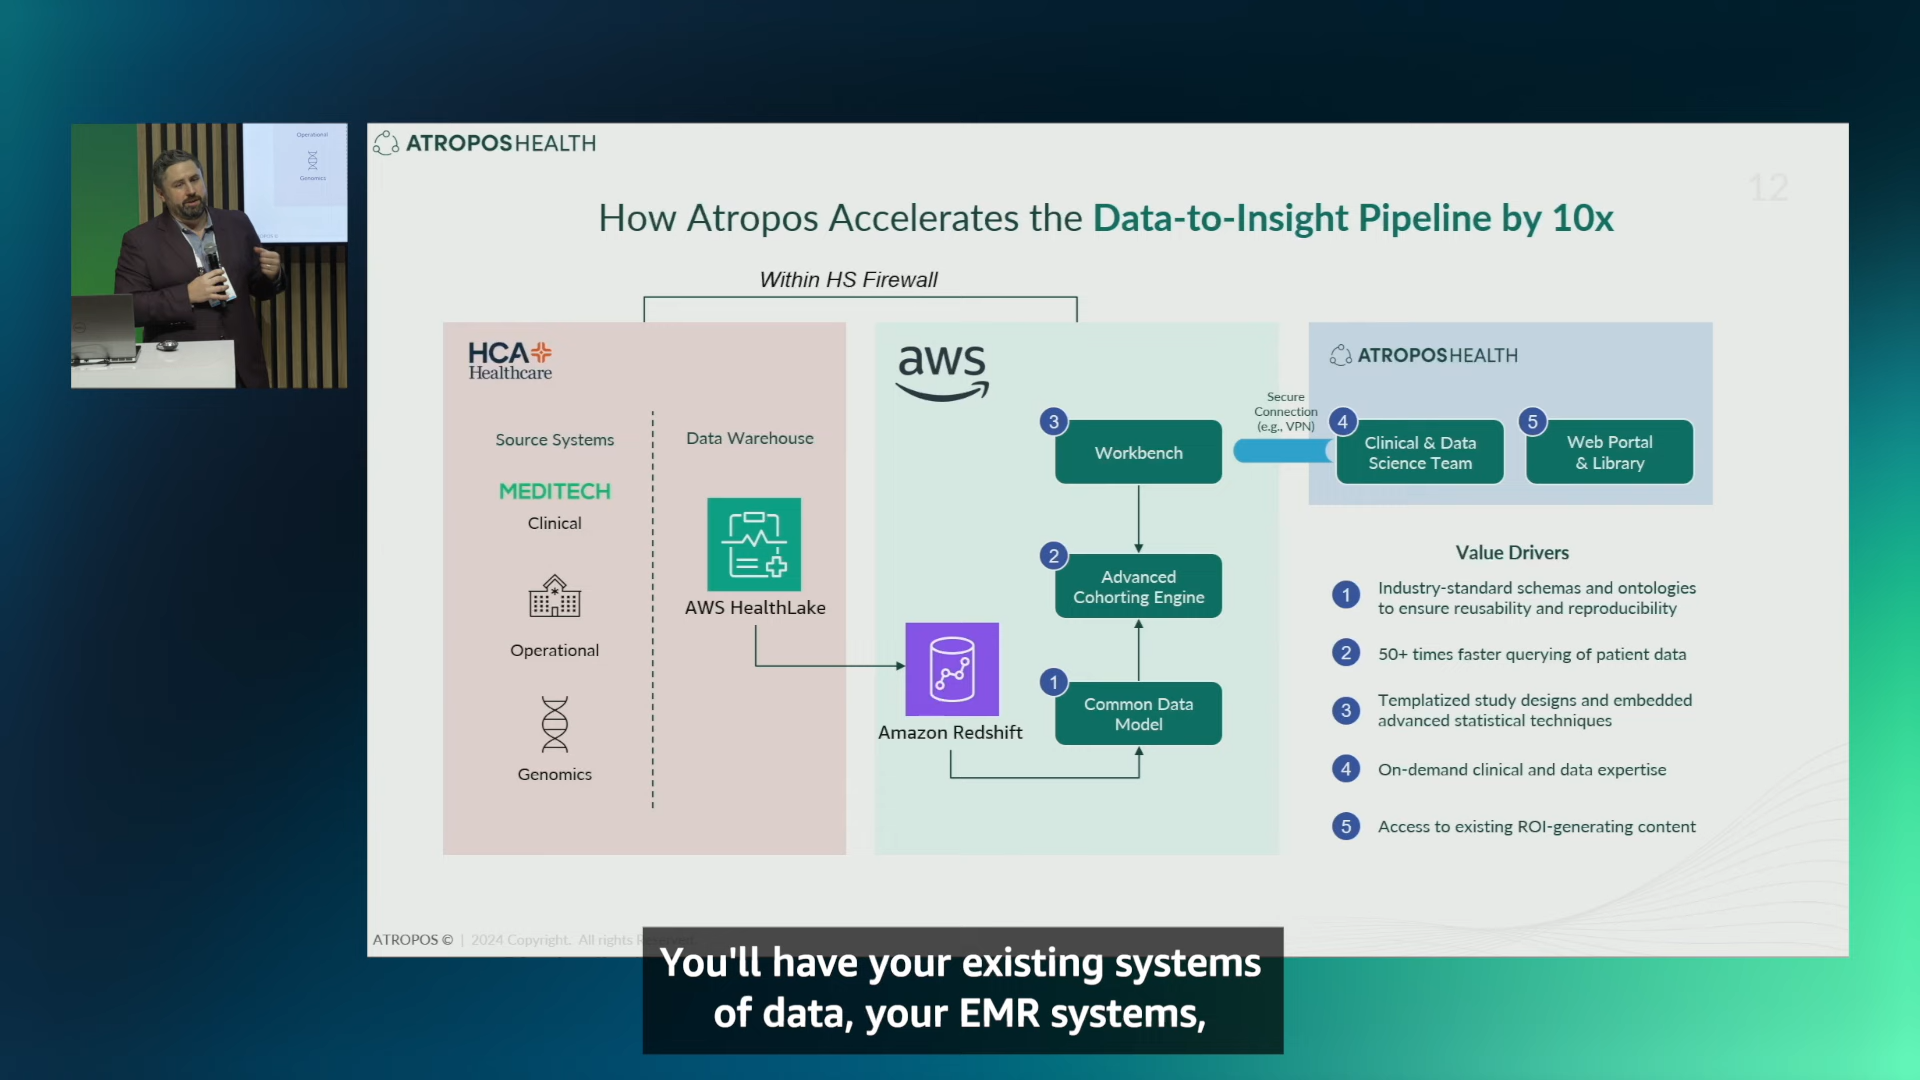 Operational
Genomics
ATROPOSHEALTH
12
How Atropos Accelerates the Data-to-Insight Pipeline by 10x
Within HS Firewall
HCA
Healthcare
Source Systems
Data Warehouse
MEDITECH
Clinical
Operational
Genomics
AWS HealthLake
aws
Amazon Redshift
3
Workbench
2
Advanced
Cohorting Engine
1
Common Data
Model
Secure
Connection
(e.g., VPN)
ATROPOSHEALTH
4
Clinical & Data
Science Team
5
Web Portal
& Library
Value Drivers
1 Industry-standard schemas and ontologies
to ensure reusability and reproducibility
2 50+ times faster querying of patient data
3 Templatized study designs and embedded
advanced statistical techniques
4 On-demand clinical and data expertise
5 Access to existing ROI-generating content
ATROPOS © | 2024 Copyright. All rights Reserved.
You'll have your existing systems
of data, your EMR systems,